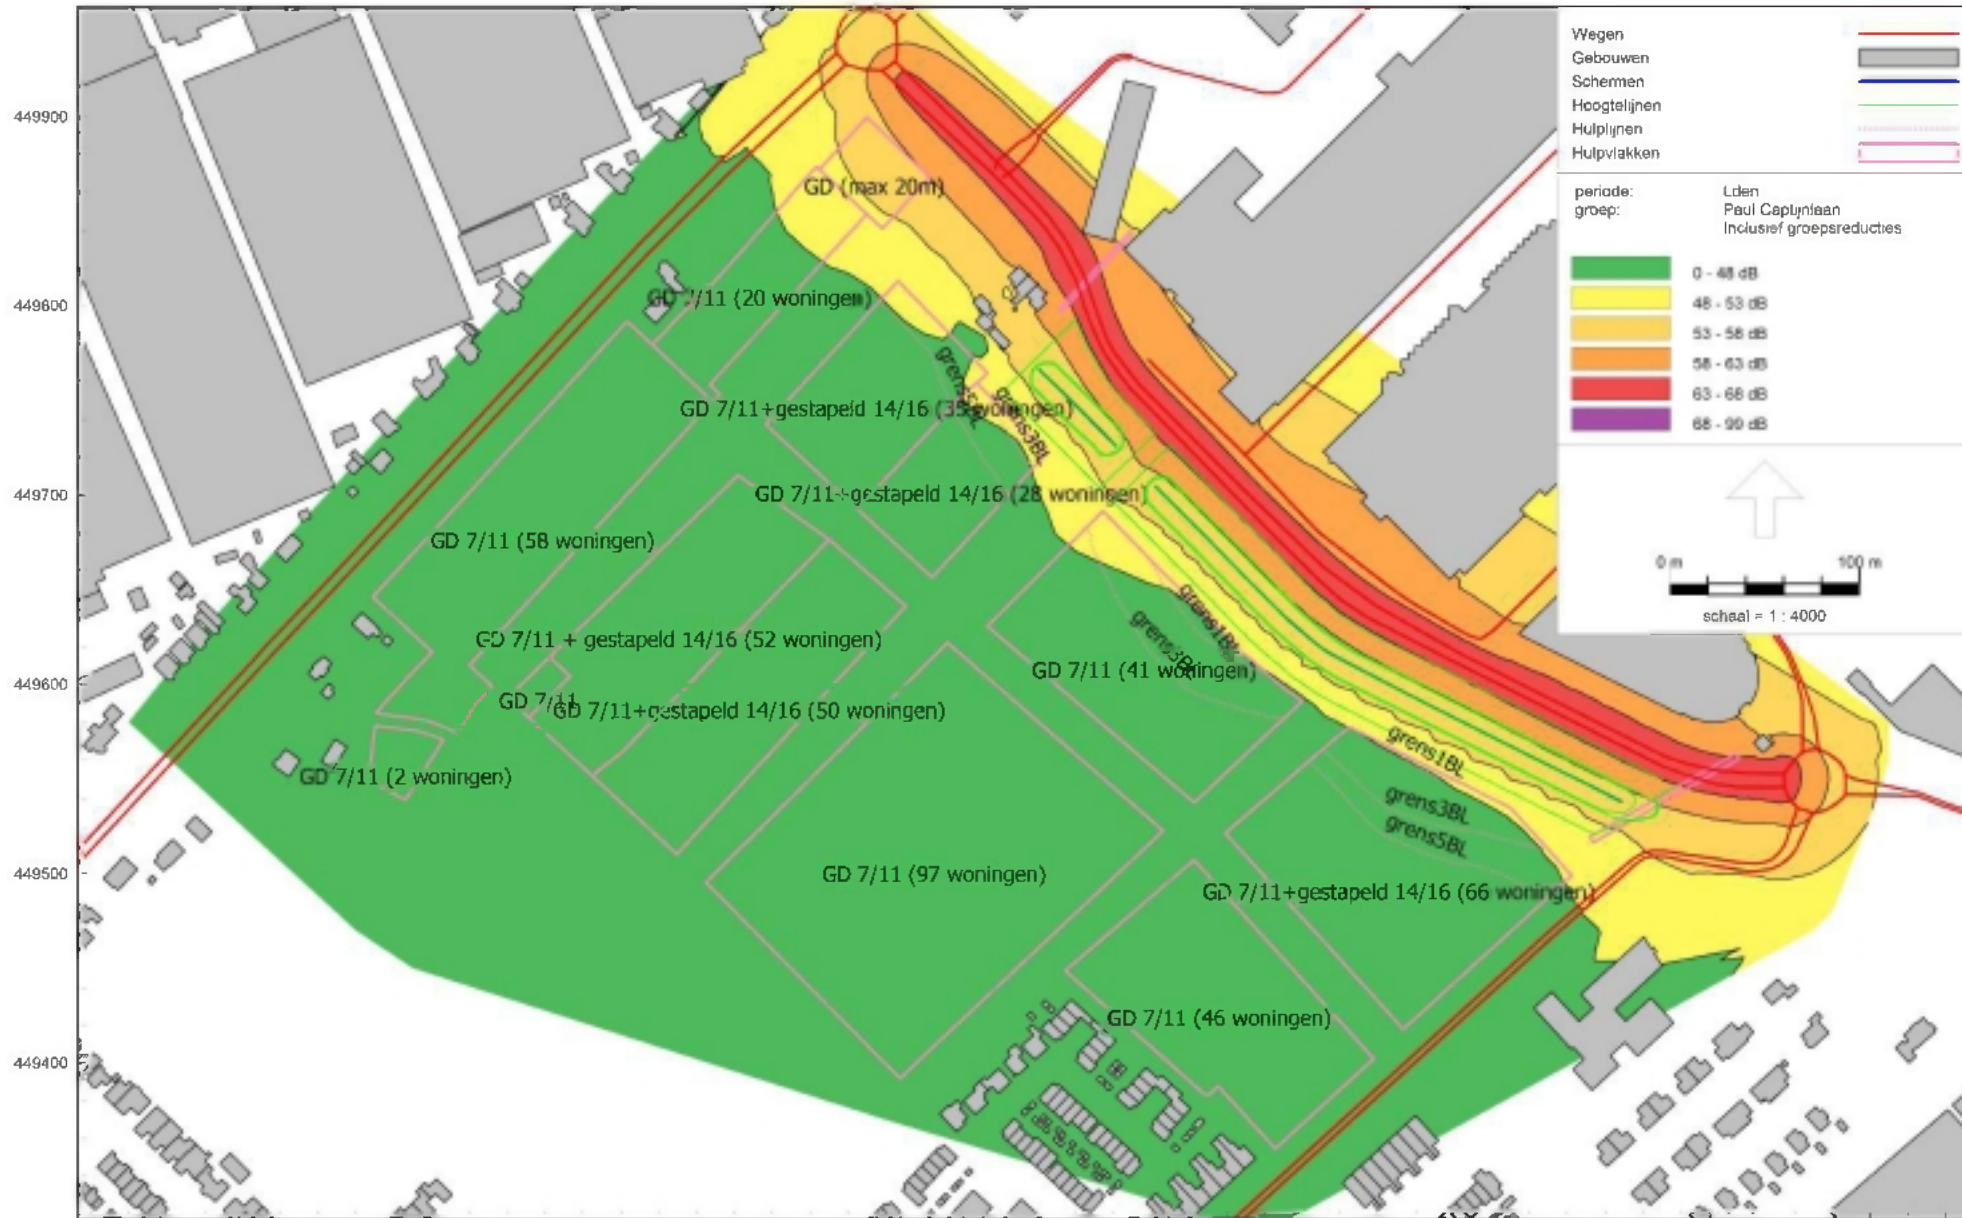 Wegen
Gebouwen
Schermen
Hoogtelijnen
Hulplijnen
Hulpvlakken
periode: Lden
groep: Paul Captijnlaan
Inclusief groepsreducties
0 - 48 dB
48 - 53 dB
53 - 58 dB
58 - 63 dB
63 - 68 dB
68 - 99 dB
0 m 100 m
schaal = 1 : 4000
449900
449800
449700
449600
449500
449400
GD (max 20m)
GD 7/11 (20 woningen)
grens5BL
grens3BL
GD 7/11+gestapeld 14/16 (35 woningen)
GD 7/11+gestapeld 14/16 (28 woningen)
GD 7/11 (58 woningen)
grens1BL
grens3BL
GD 7/11 + gestapeld 14/16 (52 woningen)
GD 7/11 (41 woningen)
GD 7/11
GD 7/11+gestapeld 14/16 (50 woningen)
grens1BL
GD 7/11 (2 woningen)
grens3BL
grens5BL
GD 7/11 (97 woningen)
GD 7/11+gestapeld 14/16 (66 woningen)
GD 7/11 (46 woningen)